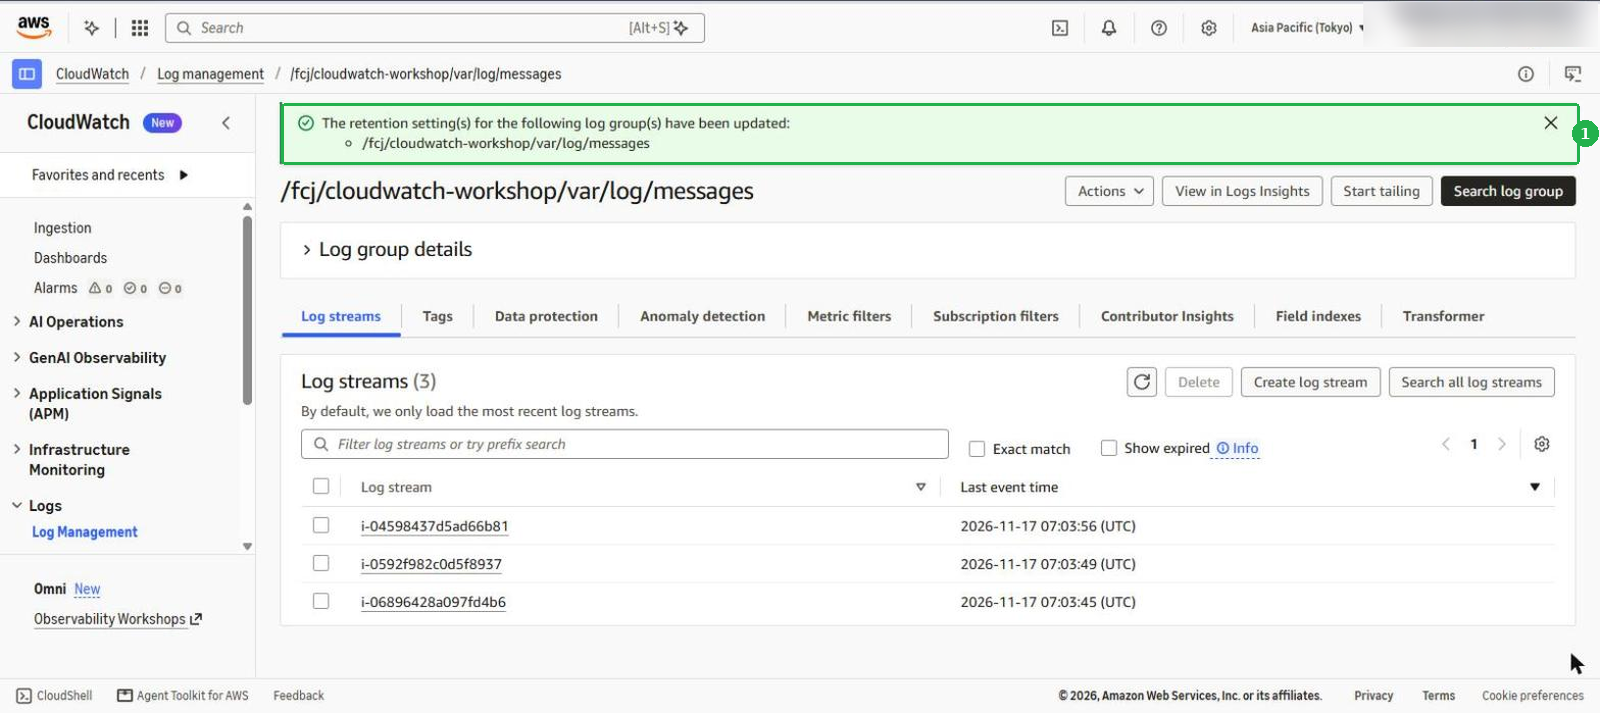 aws
Search [Alt+S]
Asia Pacific (Tokyo)
CloudWatch / Log management / /fcj/cloudwatch-workshop/var/log/messages
CloudWatch New
Favorites and recents
Ingestion
Dashboards
Alarms 0 0 0
AI Operations
GenAI Observability
Application Signals
(APM)
Infrastructure
Monitoring
Logs
Log Management
Omni New
Observability Workshops
The retention setting(s) for the following log group(s) have been updated:
/fcj/cloudwatch-workshop/var/log/messages
1
/fcj/cloudwatch-workshop/var/log/messages
Actions View in Logs Insights Start tailing Search log group
Log group details
Log streams Tags Data protection Anomaly detection Metric filters Subscription filters Contributor Insights Field indexes Transformer
Log streams (3)
Delete Create log stream Search all log streams
By default, we only load the most recent log streams.
Filter log streams or try prefix search Exact match Show expired Info 1
Log stream Last event time
i-04598437d5ad66b81 2026-11-17 07:03:56 (UTC)
i-0592f982c0d5f8937 2026-11-17 07:03:49 (UTC)
i-06896428a097fd4b6 2026-11-17 07:03:45 (UTC)
CloudShell Agent Toolkit for AWS Feedback © 2026, Amazon Web Services, Inc. or its affiliates. Privacy Terms Cookie preferences